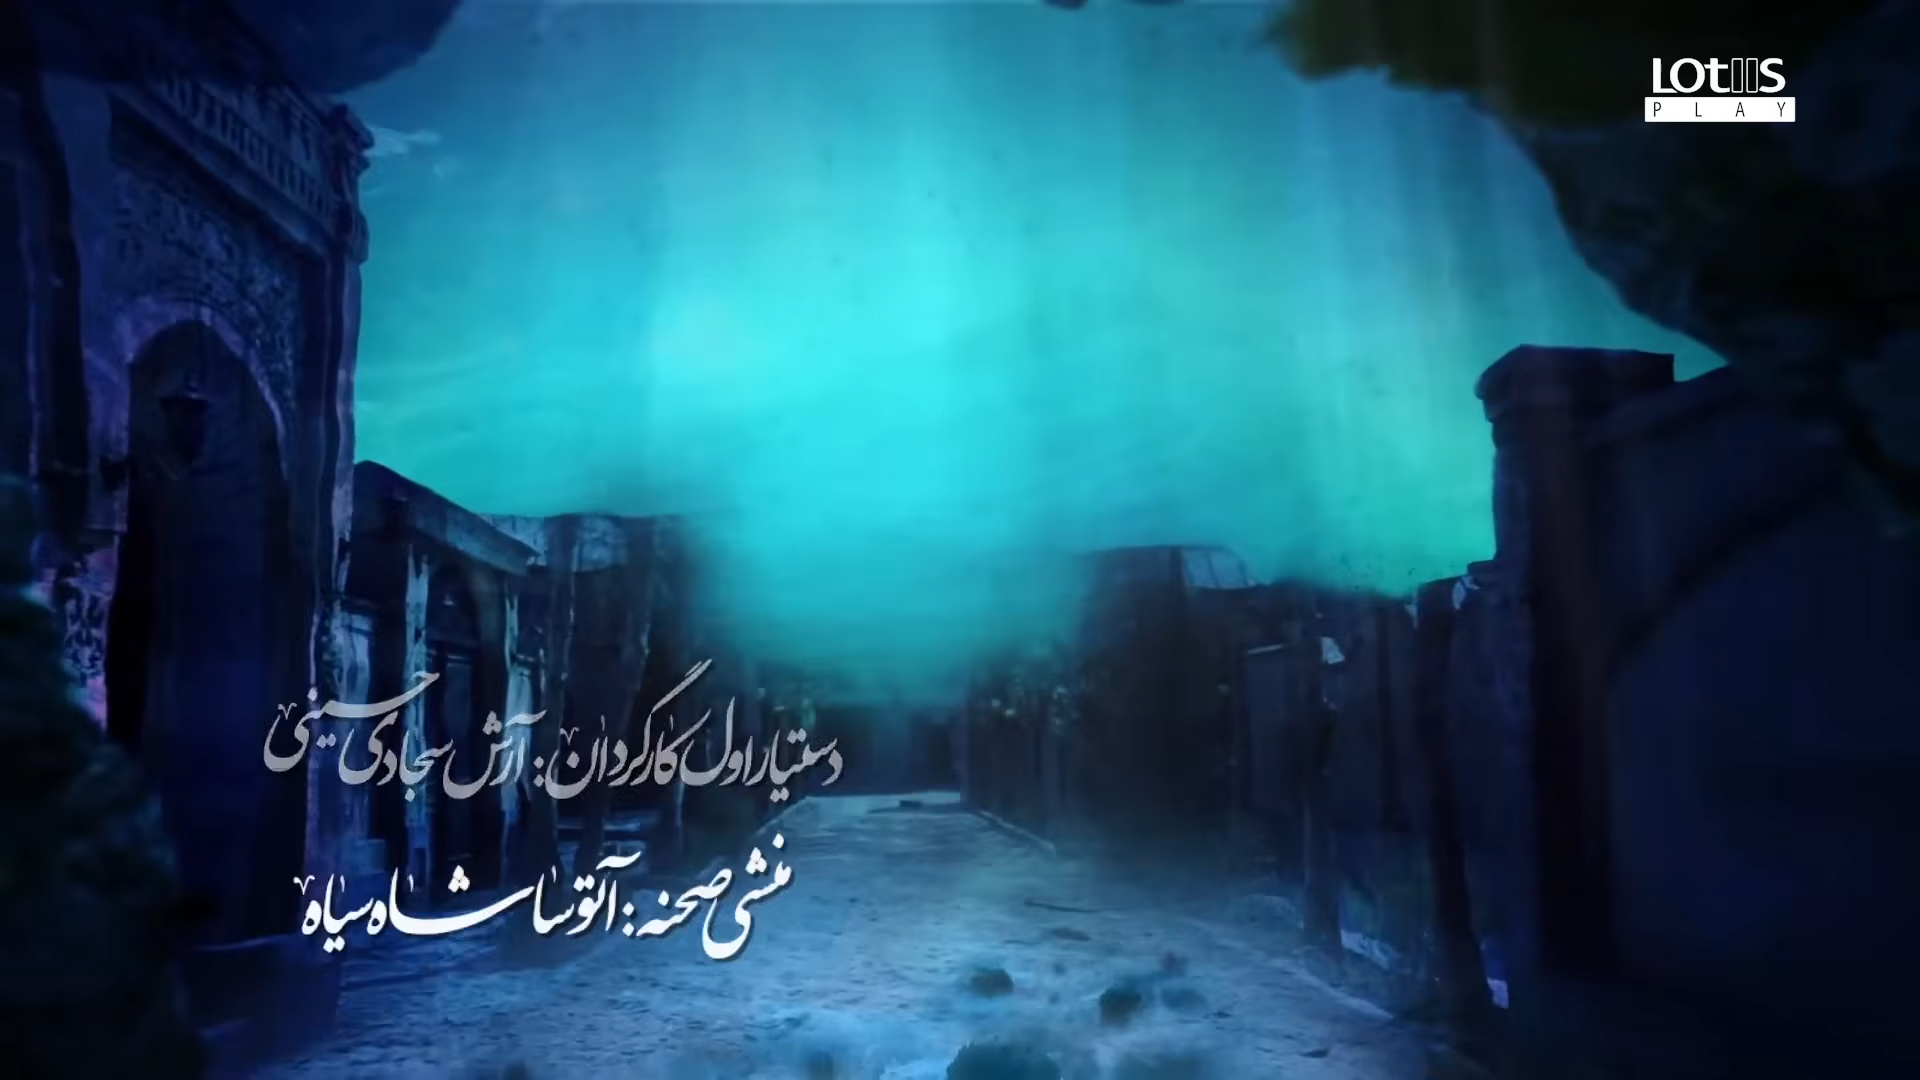 LOTUS
PLAY
دستیار اول کارگردان: آرش سجادی حسینی
منشی صحنه: آتوسا شاه سیاه